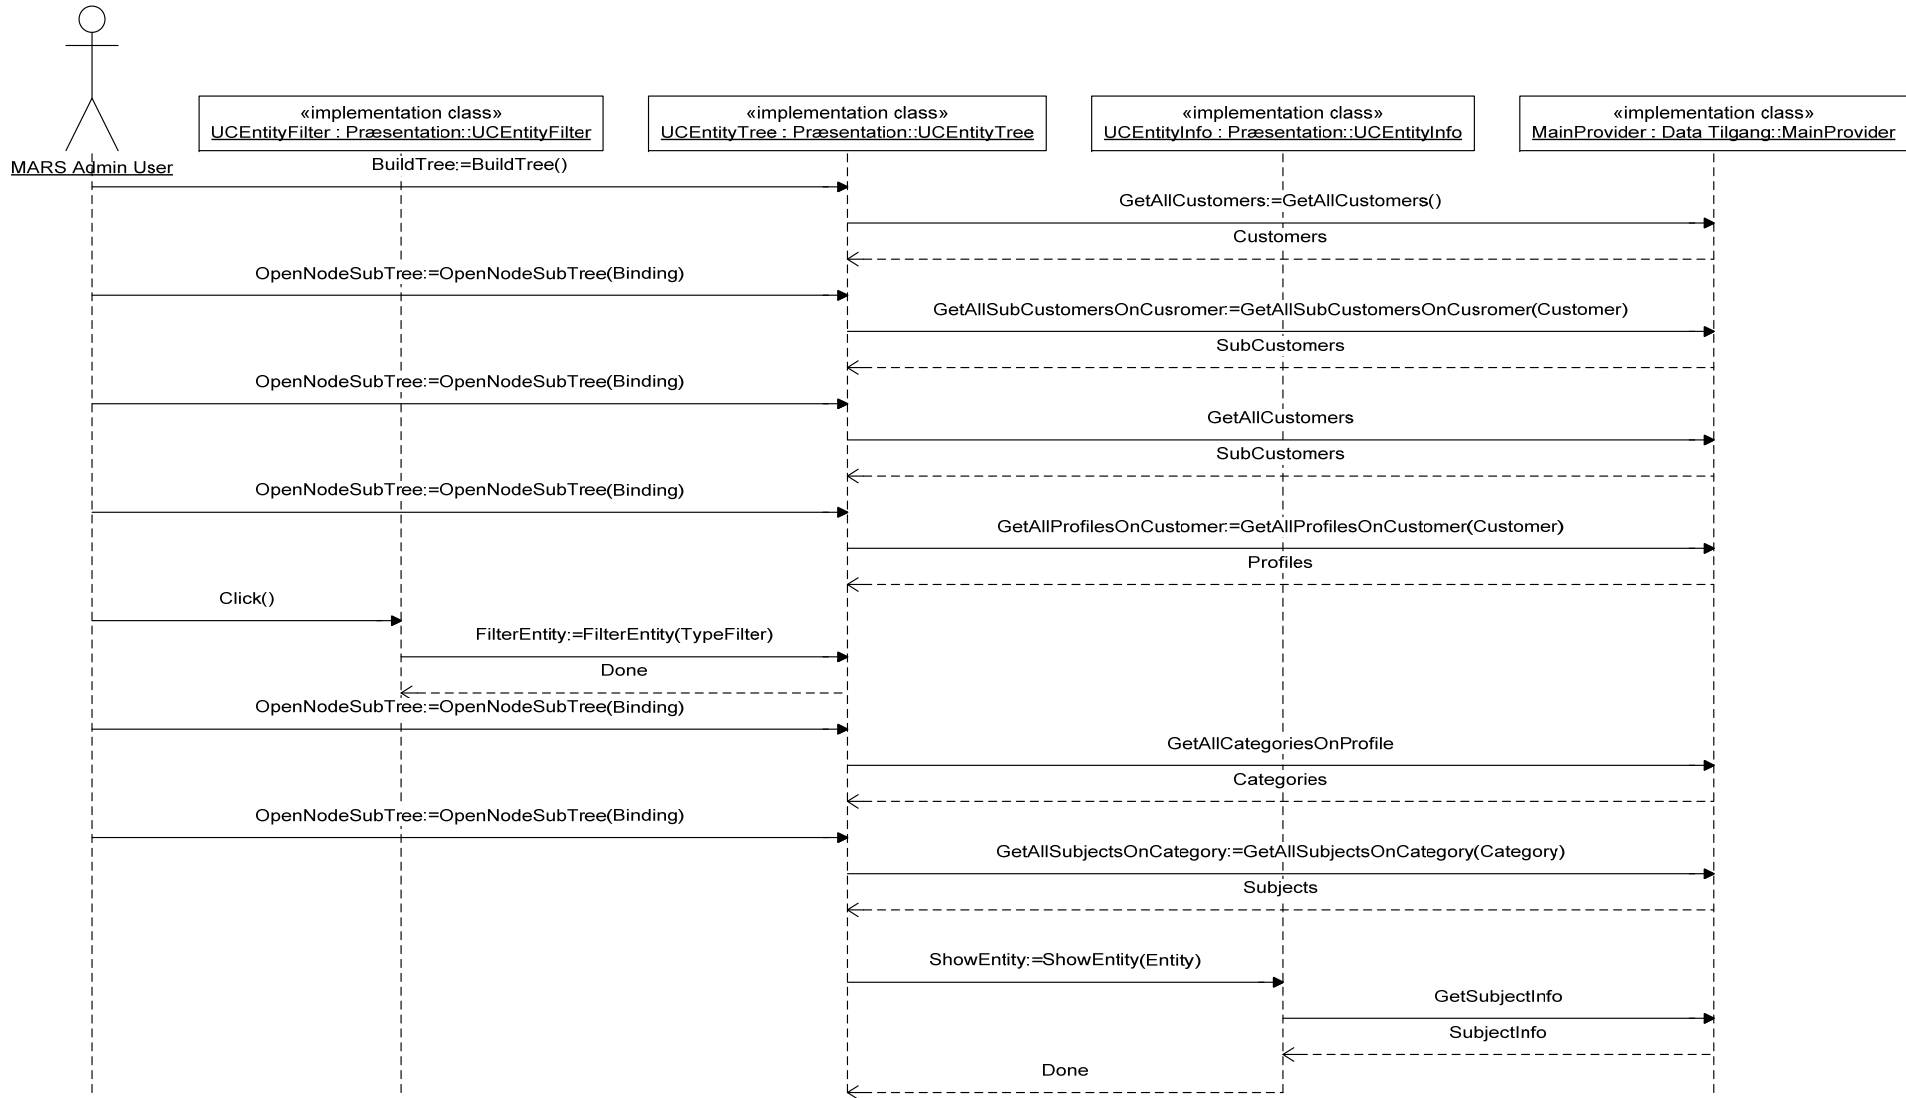 «implementation class»
UCEntityFilter : Præsentation::UCEntityFilter
«implementation class»
UCEntityTree : Præsentation::UCEntityTree
«implementation class»
UCEntityInfo : Præsentation::UCEntityInfo
«implementation class»
MainProvider : Data Tilgang::MainProvider
MARS Admin User
BuildTree:=BuildTree()
GetAllCustomers:=GetAllCustomers()
Customers
OpenNodeSubTree:=OpenNodeSubTree(Binding)
GetAllSubCustomersOnCusromer:=GetAllSubCustomersOnCusromer(Customer)
SubCustomers
OpenNodeSubTree:=OpenNodeSubTree(Binding)
GetAllCustomers
SubCustomers
OpenNodeSubTree:=OpenNodeSubTree(Binding)
GetAllProfilesOnCustomer:=GetAllProfilesOnCustomer(Customer)
Profiles
Click()
FilterEntity:=FilterEntity(TypeFilter)
Done
OpenNodeSubTree:=OpenNodeSubTree(Binding)
GetAllCategoriesOnProfile
Categories
OpenNodeSubTree:=OpenNodeSubTree(Binding)
GetAllSubjectsOnCategory:=GetAllSubjectsOnCategory(Category)
Subjects
ShowEntity:=ShowEntity(Entity)
GetSubjectInfo
SubjectInfo
Done